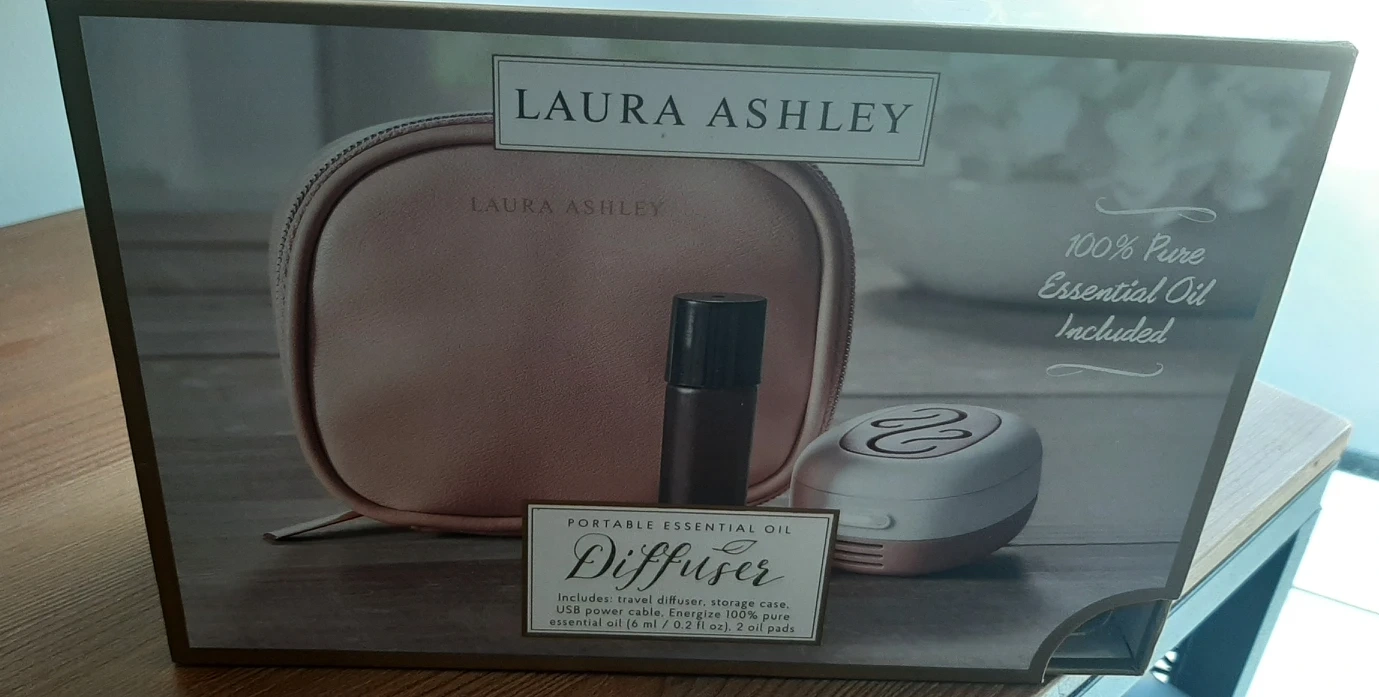 LAURA ASHLEY
LAURA ASHLEY
100% Pure
Essential Oil
Included
PORTABLE ESSENTIAL OIL
Diffuser
Includes: travel diffuser, storage case,
USB power cable, Energize 100% pure
essential oil (6 ml / 0.2 fl oz), 2 oil pads